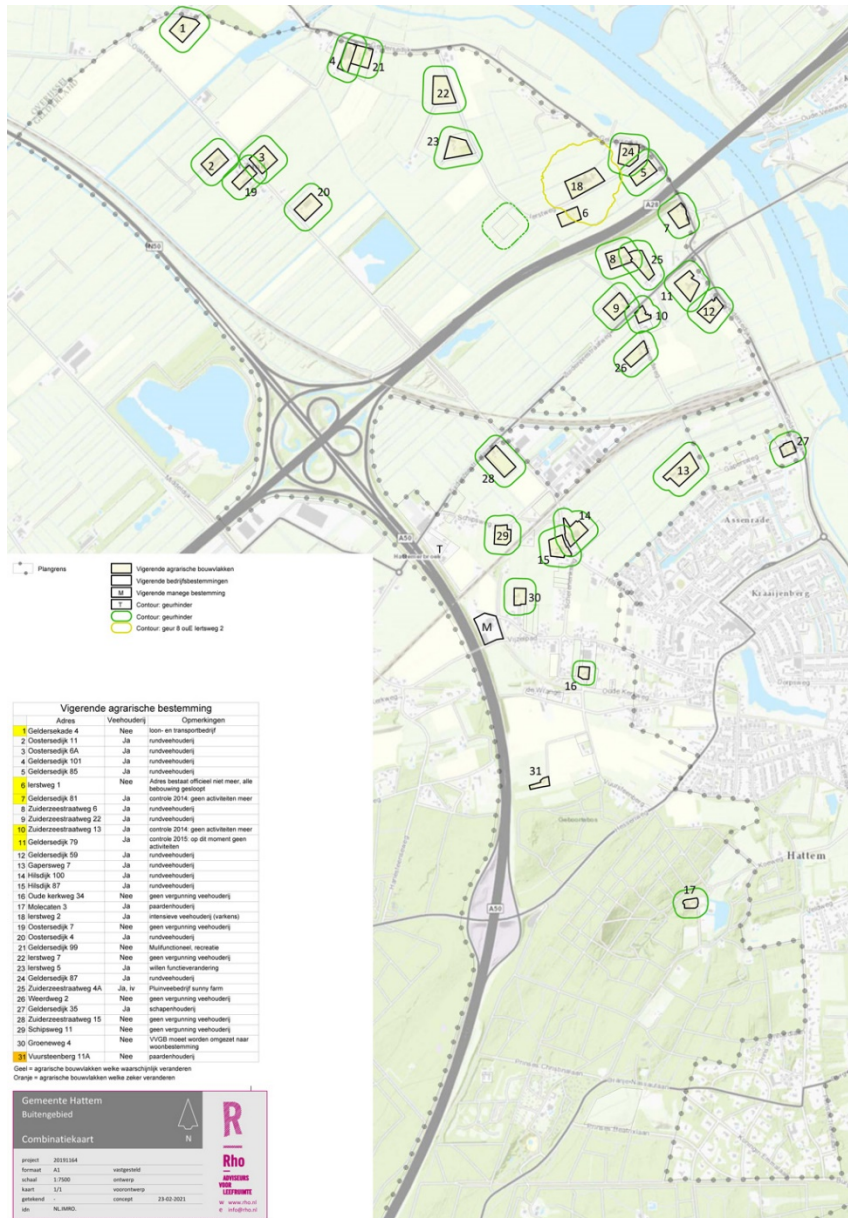 1
4
21
22
23
2
3
19
20
24
5
18
6
7
A28
N50
8
25
11
9
10
12
26
27
13
28
14
29
15
A50
T
Assenrade
Kraaijenberg
30
M
16
31
Hattem
17
A50
Plangrens
Vigerende agrarische bouwvlakken
Vigerende bedrijfsbestemmingen
M Vigerende manege bestemming
T Contour: geurhinder
Contour: geurhinder
Contour: geur 8 ouE Iertsweg 2
Vigerende agrarische bestemming
Adres Veehouderij Opmerkingen
1 Geldersekade 4 Nee loon- en transportbedrijf
2 Oostersedijk 11 Ja rundveehouderij
3 Oostersedijk 6A Ja rundveehouderij
4 Geldersedijk 101 Ja rundveehouderij
5 Geldersedijk 85 Ja rundveehouderij
6 Ierstweg 1 Nee Adres bestaat officieel niet meer, alle
bebouwing gesloopt
7 Geldersedijk 81 Ja controle 2014: geen activiteiten meer
8 Zuiderzeestraatweg 6 Ja rundveehouderij
9 Zuiderzeestraatweg 22 Ja rundveehouderij
10 Zuiderzeestraatweg 13 Ja controle 2014: geen activiteiten meer
11 Geldersedijk 79 Ja controle 2015: op dit moment geen
activiteiten
12 Geldersedijk 59 Ja rundveehouderij
13 Gapersweg 7 Ja rundveehouderij
14 Hilsdijk 100 Ja rundveehouderij
15 Hilsdijk 87 Ja rundveehouderij
16 Oude kerkweg 34 Nee geen vergunning veehouderij
17 Molecaten 3 Ja paardenhouderij
18 Ierstweg 2 Ja intensieve veehouderij (varkens)
19 Oostersedijk 7 Nee geen vergunning veehouderij
20 Oostersedijk 4 Ja rundveehouderij
21 Geldersedijk 99 Nee Mulifunctioneel, recreatie
22 Ierstweg 7 Nee geen vergunning veehouderij
23 Ierstweg 5 Ja willen functieverandering
24 Geldersedijk 87 Ja rundveehouderij
25 Zuiderzeestraatweg 4A Ja, iv Pluinveebedrijf sunny farm
26 Weerdweg 2 Nee geen vergunning veehouderij
27 Geldersedijk 35 Ja schapenhouderij
28 Zuiderzeestraatweg 15 Nee geen vergunning veehouderij
29 Schipsweg 11 Nee geen vergunning veehouderij
30 Groeneweg 4 Nee VVGB moeet worden omgezet naar
woonbestemming
31 Vuursteenberg 11A Nee paardenhouderij
Geel = agrarische bouwvlakken welke waarschijnlijk veranderen
Oranje = agrarische bouwvlakken welke zeker veranderen
Gemeente Hattem
Buitengebied
Combinatiekaart
N
project 20191164
formaat A1 vastgesteld
schaal 1:7500 ontwerp
kaart 1/1 voorontwerp
getekend - concept 23-02-2021
idn NL.IMRO.
R
Rho
ADVISEURS
VOOR
LEEFRUIMTE
w www.rho.nl
e info@rho.nl